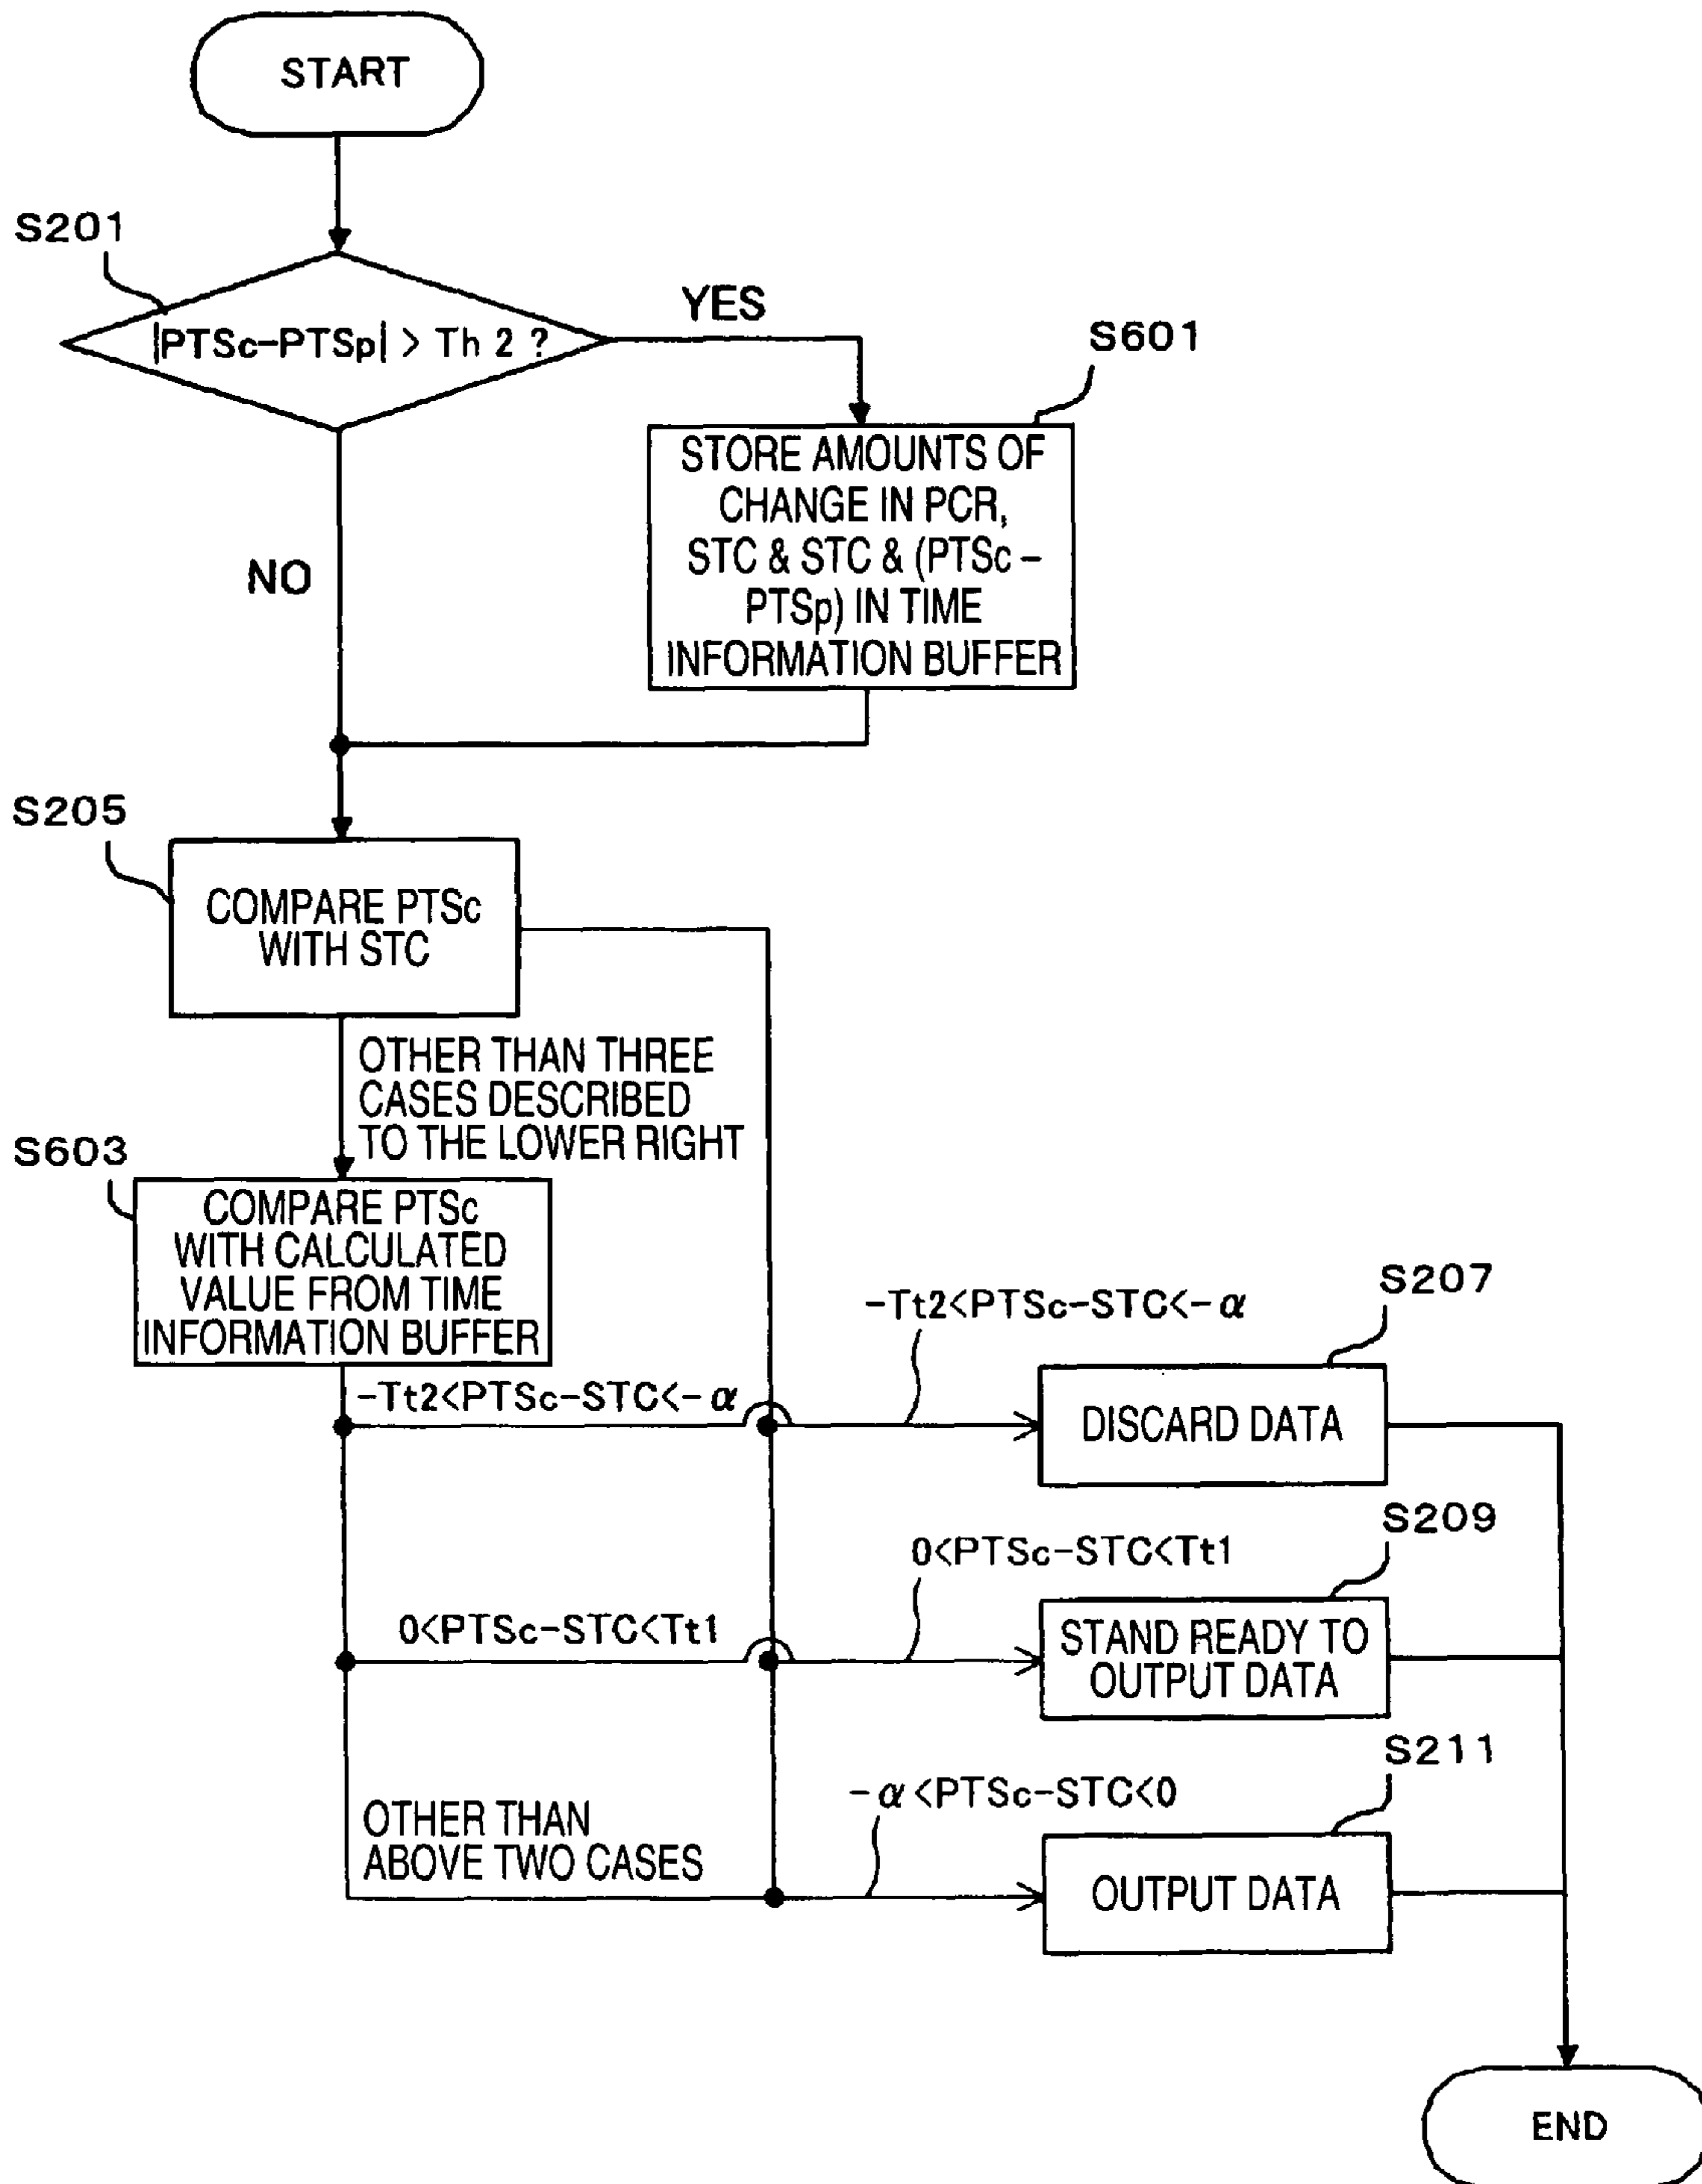 START
S201
|PTSc-PTSp| > Th 2 ?
YES
S601
STORE AMOUNTS OF
CHANGE IN PCR,
STC & STC & (PTSc –
PTSp) IN TIME
INFORMATION BUFFER
NO
S205
COMPARE PTSc
WITH STC
OTHER THAN THREE
CASES DESCRIBED
TO THE LOWER RIGHT
S603
COMPARE PTSc
WITH CALCULATED
VALUE FROM TIME
INFORMATION BUFFER
-Tt2<PTSc-STC<-α
-Tt2<PTSc-STC<-α
S207
DISCARD DATA
0<PTSc-STC<Tt1
0<PTSc-STC<Tt1
S209
STAND READY TO
OUTPUT DATA
OTHER THAN
ABOVE TWO CASES
-α<PTSc-STC<0
S211
OUTPUT DATA
END